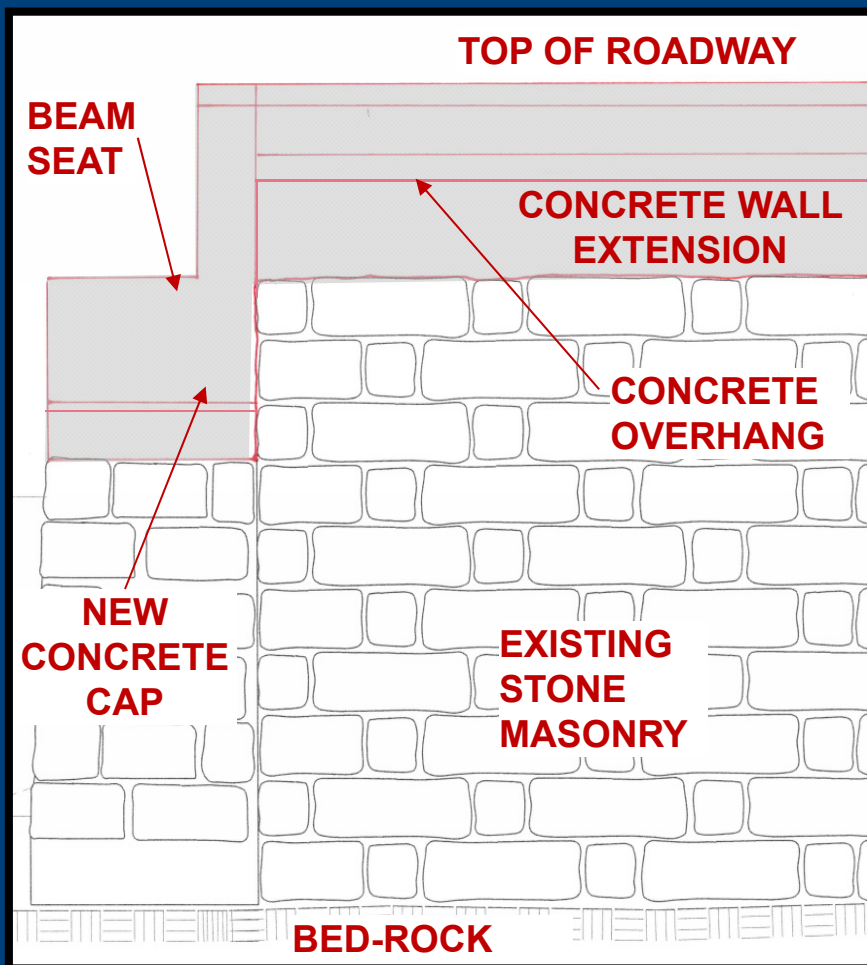 TOP OF ROADWAY
BEAM
SEAT
CONCRETE WALL
EXTENSION
CONCRETE
OVERHANG
NEW
CONCRETE
CAP
EXISTING
STONE
MASONRY
BED-ROCK